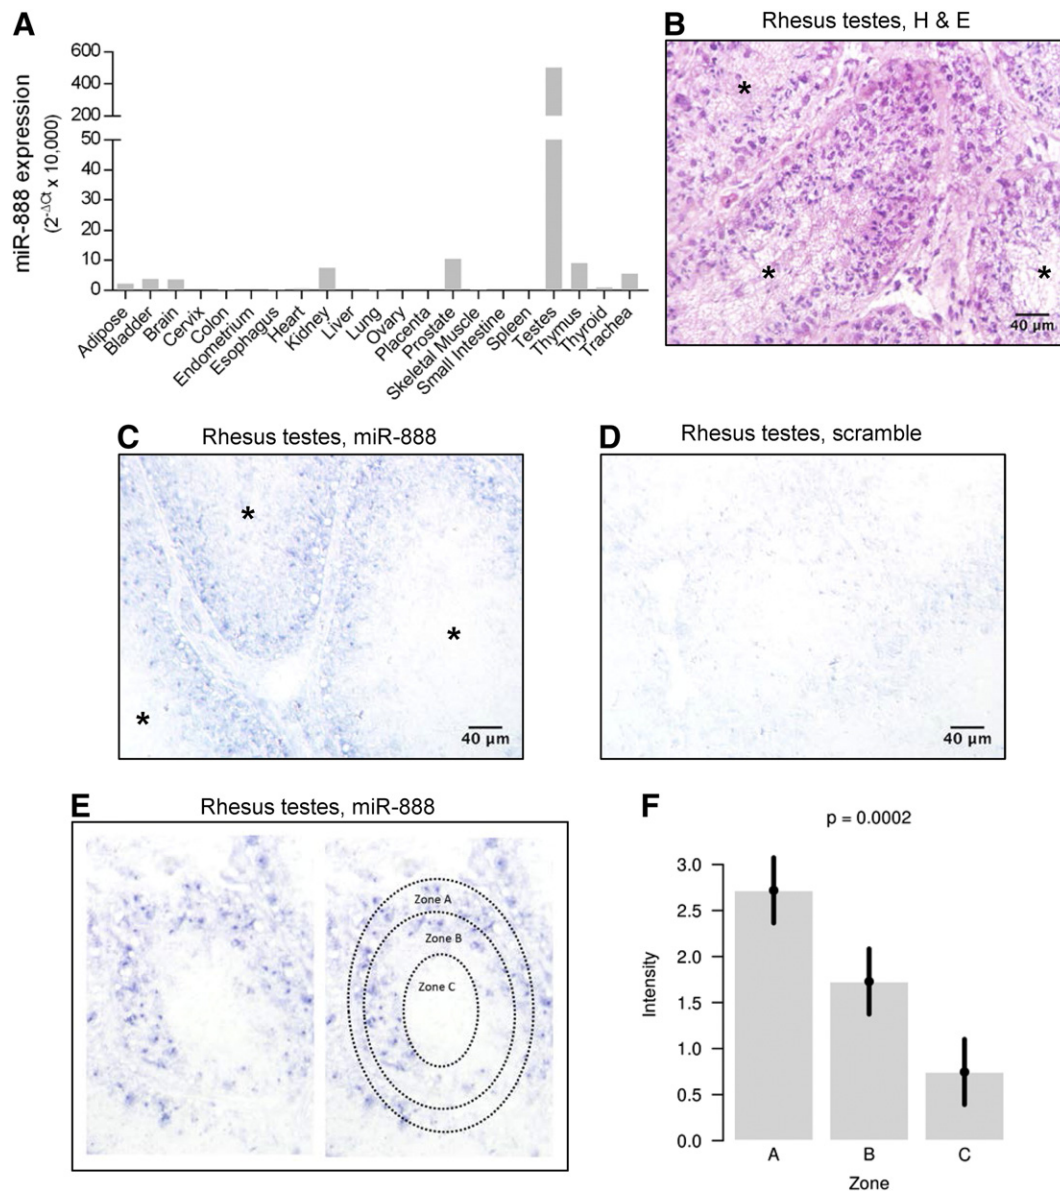 A
miR-888 expression
(2-ΔCt x 10,000)
600
400
200
50
40
30
20
10
0
Adipose
Bladder
Brain
Cervix
Colon
Endometrium
Esophagus
Heart
Kidney
Liver
Lung
Ovary
Placenta
Prostate
Skeletal Muscle
Small Intestine
Spleen
Testes
Thymus
Thyroid
Trachea
B
Rhesus testes, H & E
*
*
*
40 µm
C
Rhesus testes, miR-888
*
*
*
40 µm
D
Rhesus testes, scramble
40 µm
E
Rhesus testes, miR-888
Zone A
Zone B
Zone C
F
p = 0.0002
Intensity
3.0
2.5
2.0
1.5
1.0
0.5
0.0
A
B
C
Zone